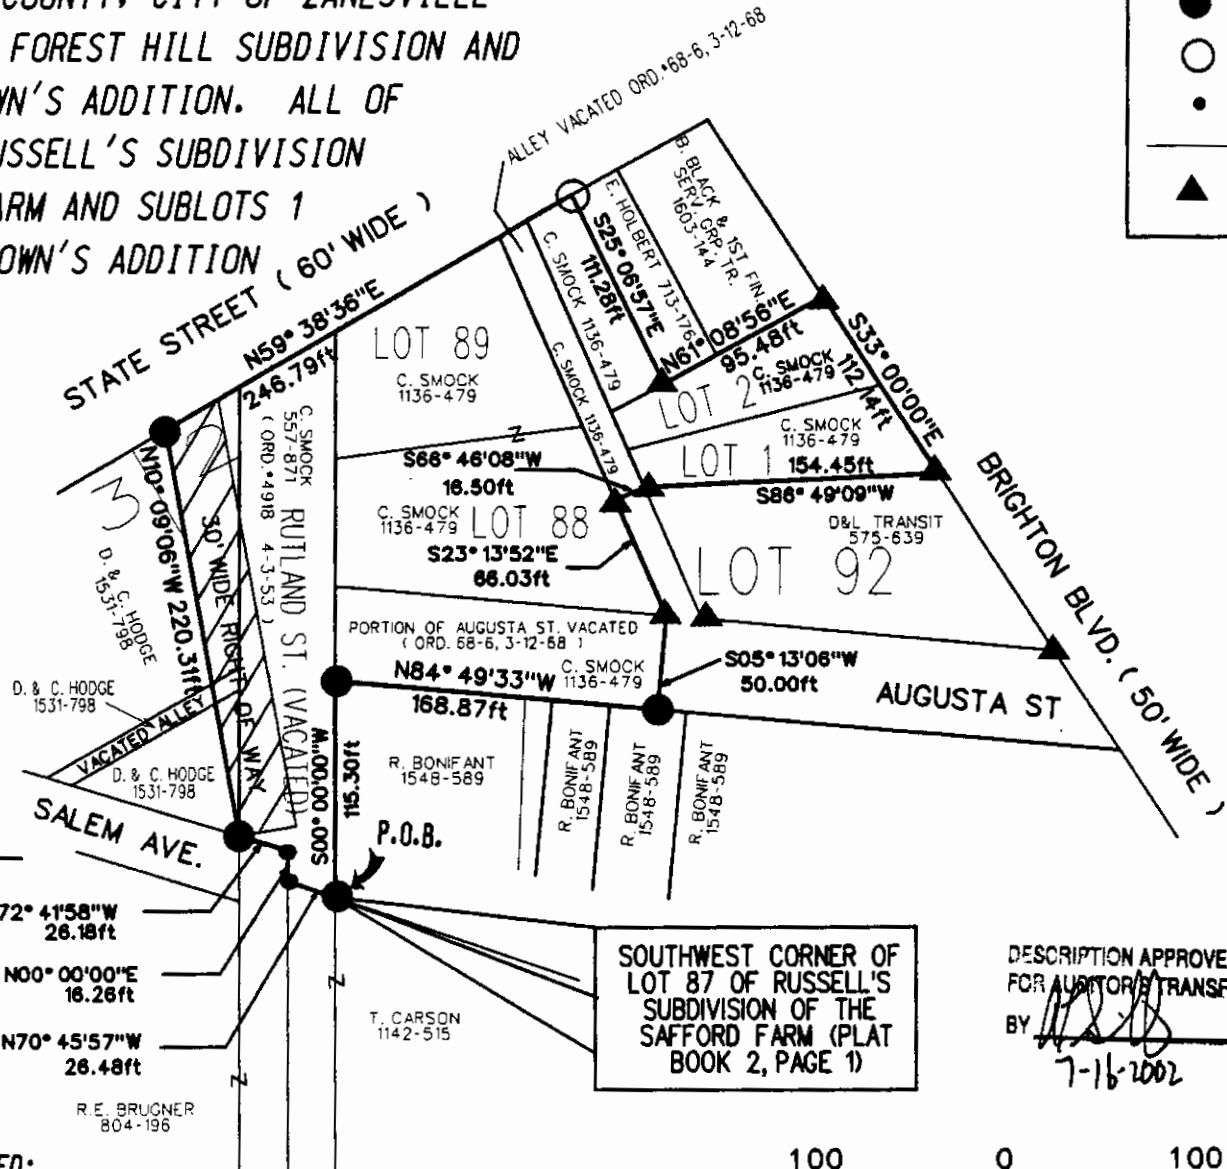 COUNTY, CITY OF ZANESVILLE
FOREST HILL SUBDIVISION AND
WN'S ADDITION. ALL OF
USSELL'S SUBDIVISION
ARM AND SUBLOTS 1
OWN'S ADDITION
ALLEY VACATED ORD.*68-6, 3-12-68
STATE STREET ( 60' WIDE )
N59° 38'36"E
246.79ft
LOT 89
C. SMOCK
1136-479
C. SMOCK 1136-479
C. SMOCK 1136-479
S25° 06'57"E
111.28ft
E. HOLBERT 713-176
B. BLACK & 1ST FIN.
SERV. GRP. TR.
1603-144
N61° 08'56"E
95.48ft
S33° 00'00"E
112.14ft
LOT 2
C. SMOCK
1136-479
C. SMOCK
1136-479
LOT 1
154.45ft
S86° 49'09"W
BRIGHTON BLVD. ( 50' WIDE )
3
2
N10° 09'06"W 220.31ft
D. & C. HODGE
1531-798
30' WIDE RIGHT OF WAY
C. SMOCK
557-871
( ORD.*4918 4-3-53 )
RUTLAND ST. (VACATED)
Z
S66° 46'08"W
16.50ft
C. SMOCK
1136-479
LOT 88
S23° 13'52"E
66.03ft
D&L TRANSIT
575-639
LOT 92
PORTION OF AUGUSTA ST. VACATED
( ORD. 68-6, 3-12-68 )
C. SMOCK
1136-479
N84° 49'33"W
168.87ft
S05° 13'06"W
50.00ft
AUGUSTA ST
D. & C. HODGE
1531-798
VACATED ALLEY
D. & C. HODGE
1531-798
SALEM AVE.
S00° 00'00"W
115.30ft
R. BONIFANT
1548-589
R. BONIFANT
1548-589
R. BONIFANT
1548-589
R. BONIFANT
1548-589
P.O.B.
72° 41'58"W
26.18ft
N00° 00'00"E
16.26ft
N70° 45'57"W
26.48ft
Z
Z
T. CARSON
1142-515
R.E. BRUGNER
804-196
SOUTHWEST CORNER OF
LOT 87 OF RUSSELL'S
SUBDIVISION OF THE
SAFFORD FARM (PLAT
BOOK 2, PAGE 1)
DESCRIPTION APPROVE
FOR AUDITOR'S TRANSF
BY
7-16-2002
ED:
100 0 100